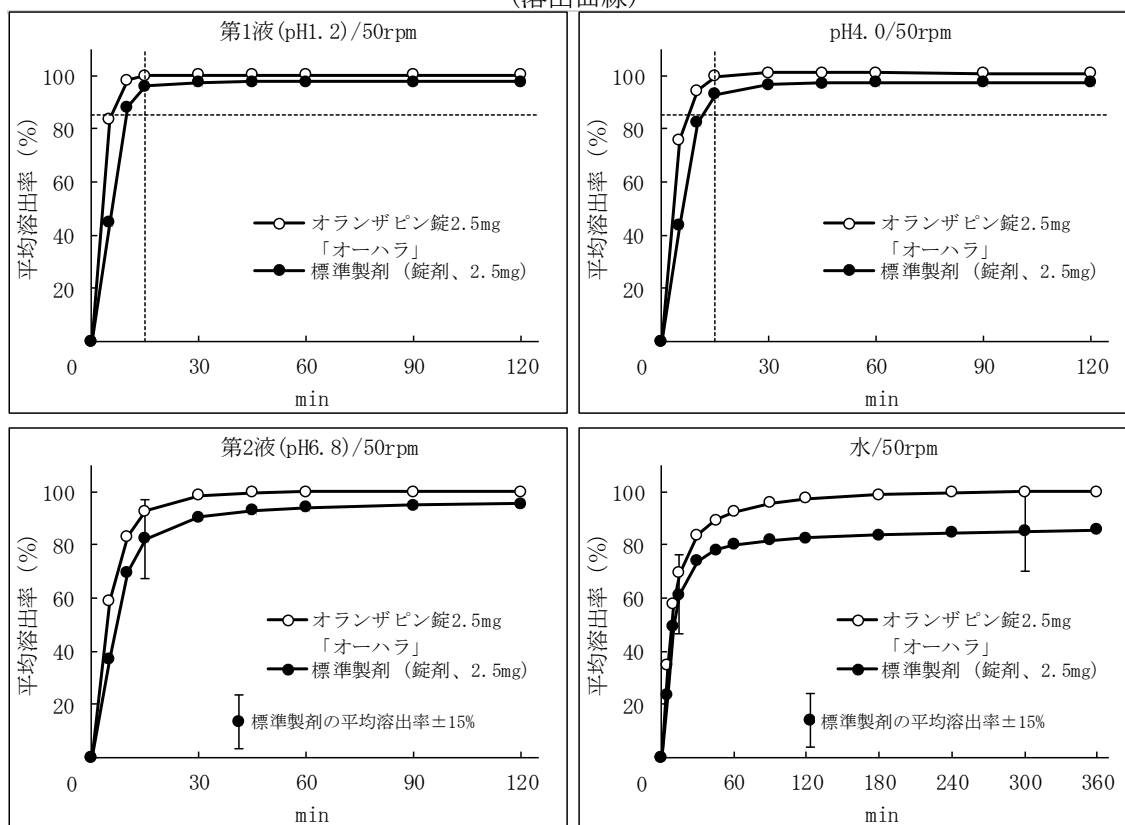 (溶出曲線)
第1液(pH1.2)/50rpm
平均溶出率 (%)
100
80
60
40
20
0
30
60
90
120
min
オランザピン錠2.5mg
「オーハラ」
標準製剤 (錠剤、2.5mg)
pH4.0/50rpm
平均溶出率 (%)
100
80
60
40
20
0
30
60
90
120
min
オランザピン錠2.5mg
「オーハラ」
標準製剤 (錠剤、2.5mg)
第2液(pH6.8)/50rpm
平均溶出率 (%)
100
80
60
40
20
0
30
60
90
120
min
オランザピン錠2.5mg
「オーハラ」
標準製剤 (錠剤、2.5mg)
標準製剤の平均溶出率±15%
水/50rpm
平均溶出率 (%)
100
80
60
40
20
0
60
120
180
240
300
360
min
オランザピン錠2.5mg
「オーハラ」
標準製剤 (錠剤、2.5mg)
標準製剤の平均溶出率±15%